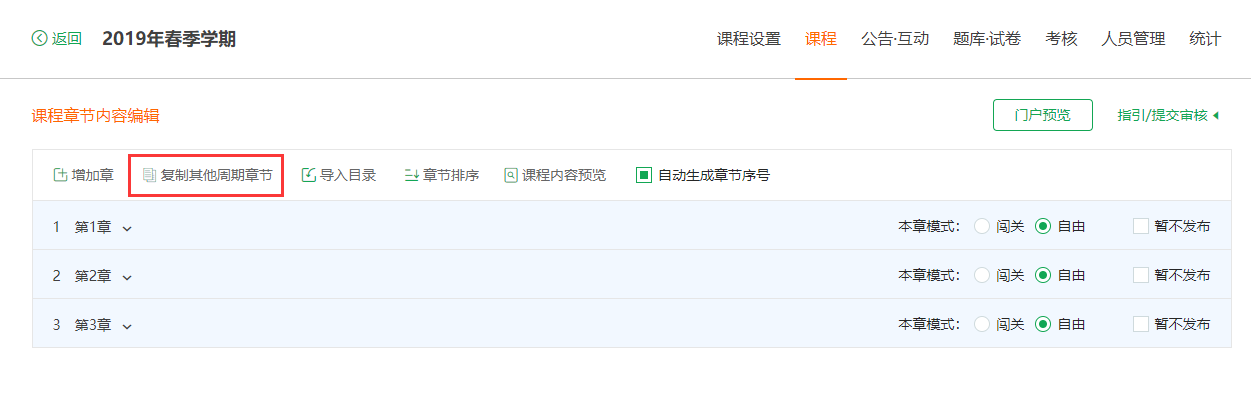 返回 2019年春季学期 课程设置 课程 公告·互动 题库·试卷 考核 人员管理 统计
课程章节内容编辑 门户预览 指引/提交审核
增加章 复制其他周期章节 导入目录 章节排序 课程内容预览 自动生成章节序号
1 第1章 本章模式： 闯关 自由 暂不发布
2 第2章 本章模式： 闯关 自由 暂不发布
3 第3章 本章模式： 闯关 自由 暂不发布